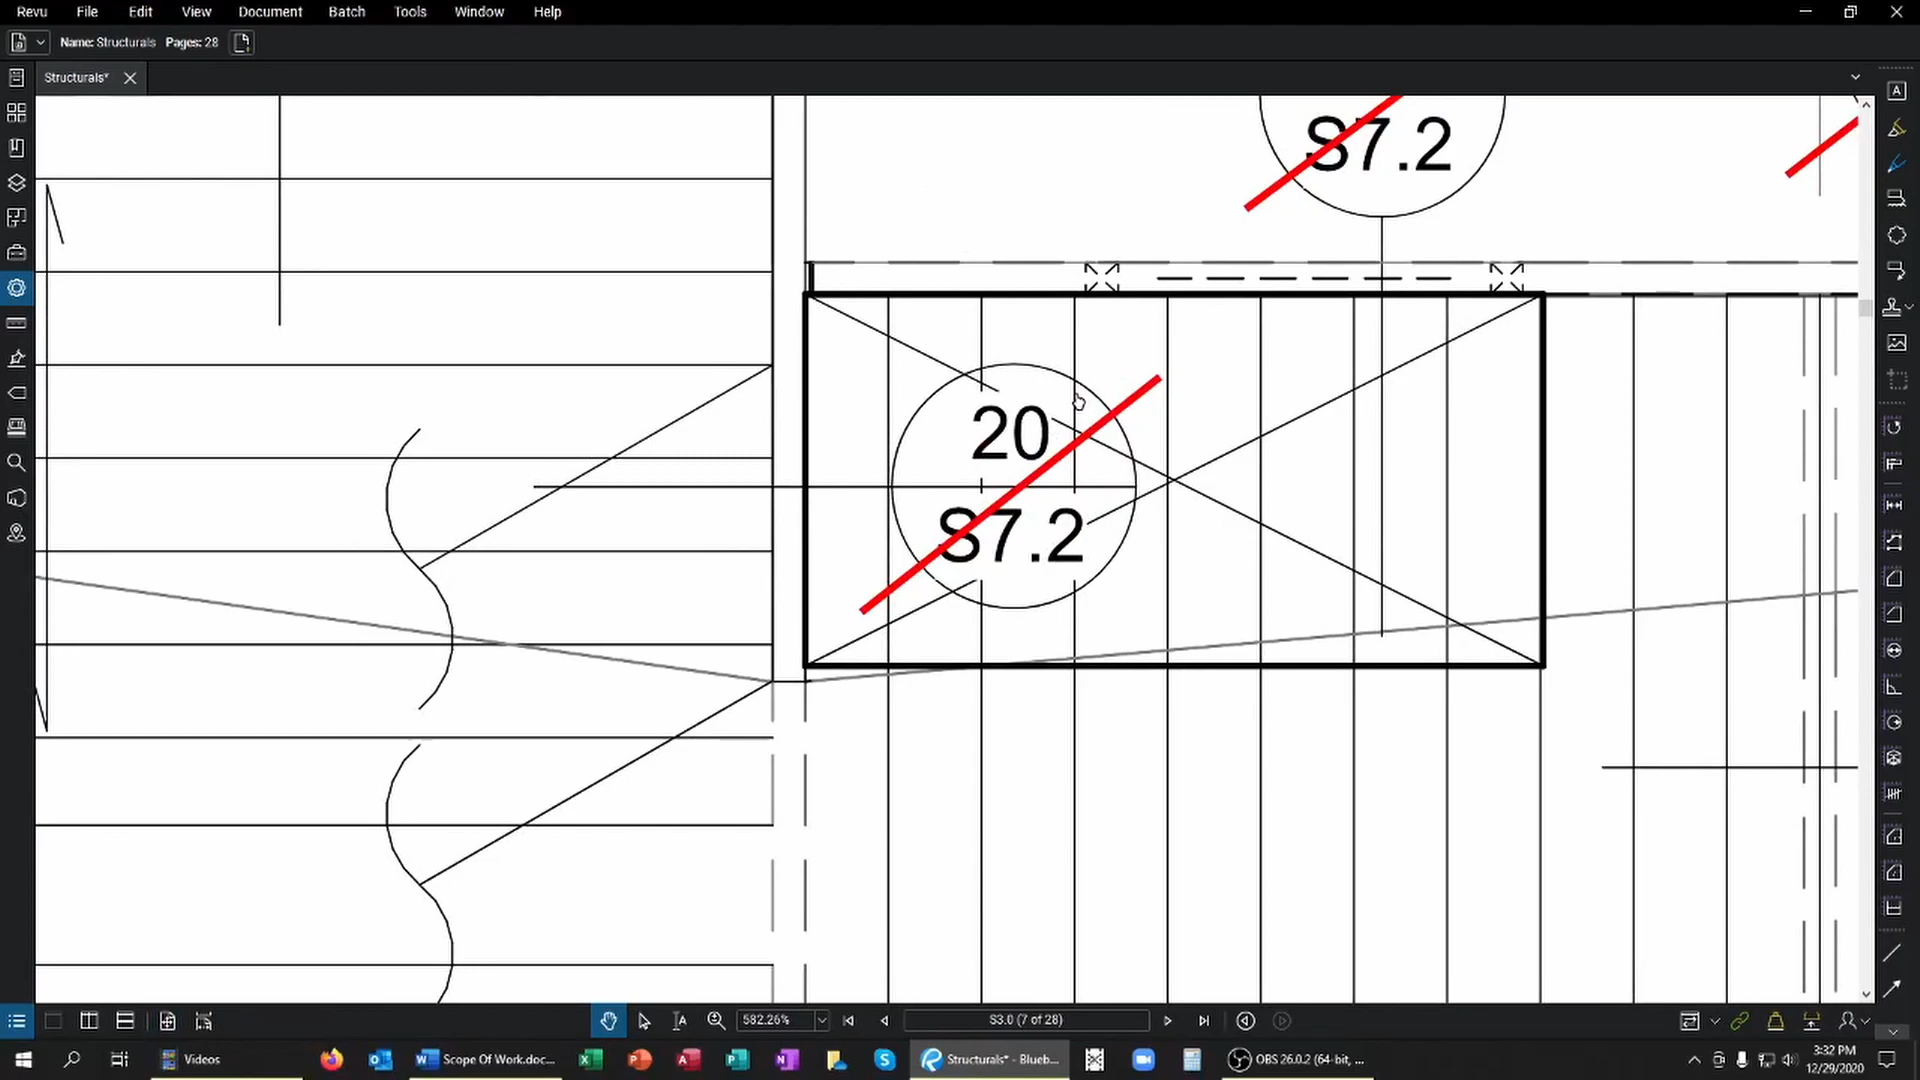 Revu File Edit View Document Batch Tools Window Help
Name: Structurals Pages: 28
Structurals*
S7.2
20
S7.2
582.26%
S3.0 (7 of 28)
Videos
Scope Of Work.doc...
Structurals* - Blueb...
OBS 26.0.2 (64-bit, ...
3:32 PM
12/29/2020